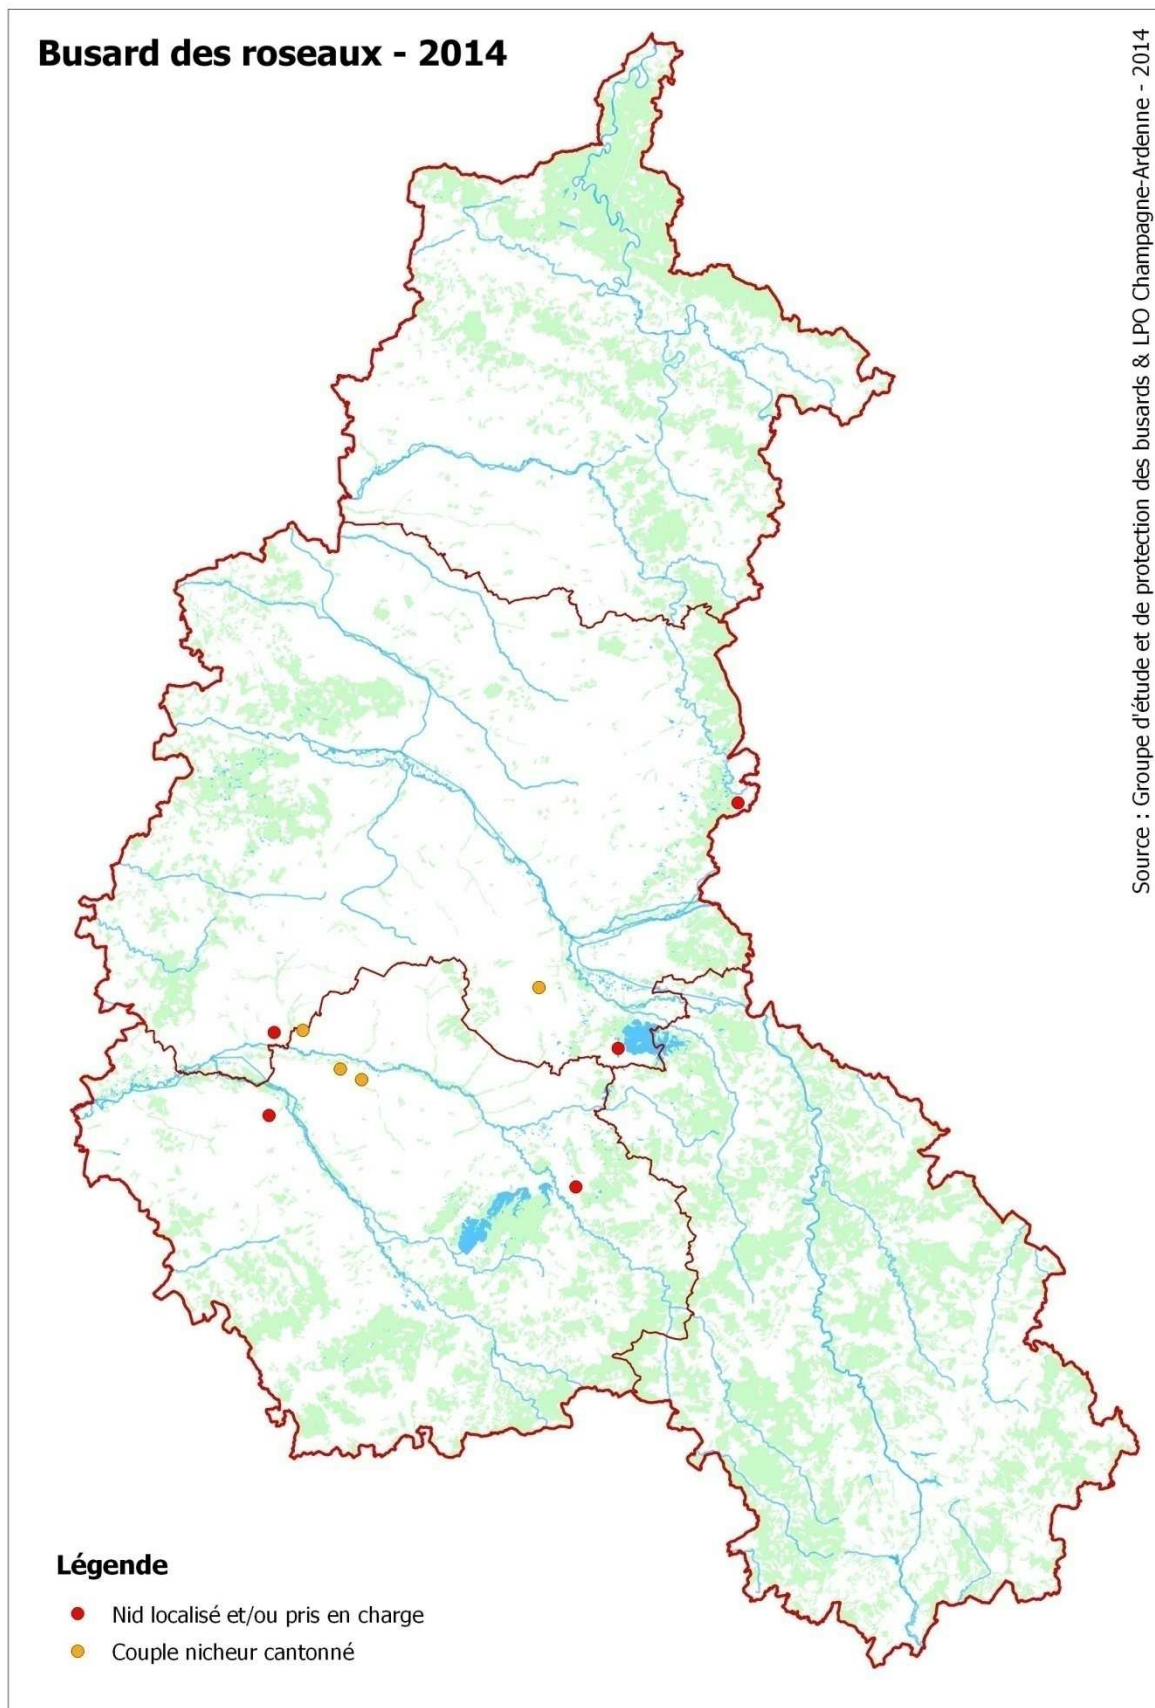 Busard des roseaux - 2014
Source : Groupe d'étude et de protection des busards & LPO Champagne-Ardenne - 2014
Légende
Nid localisé et/ou pris en charge
Couple nicheur cantonné